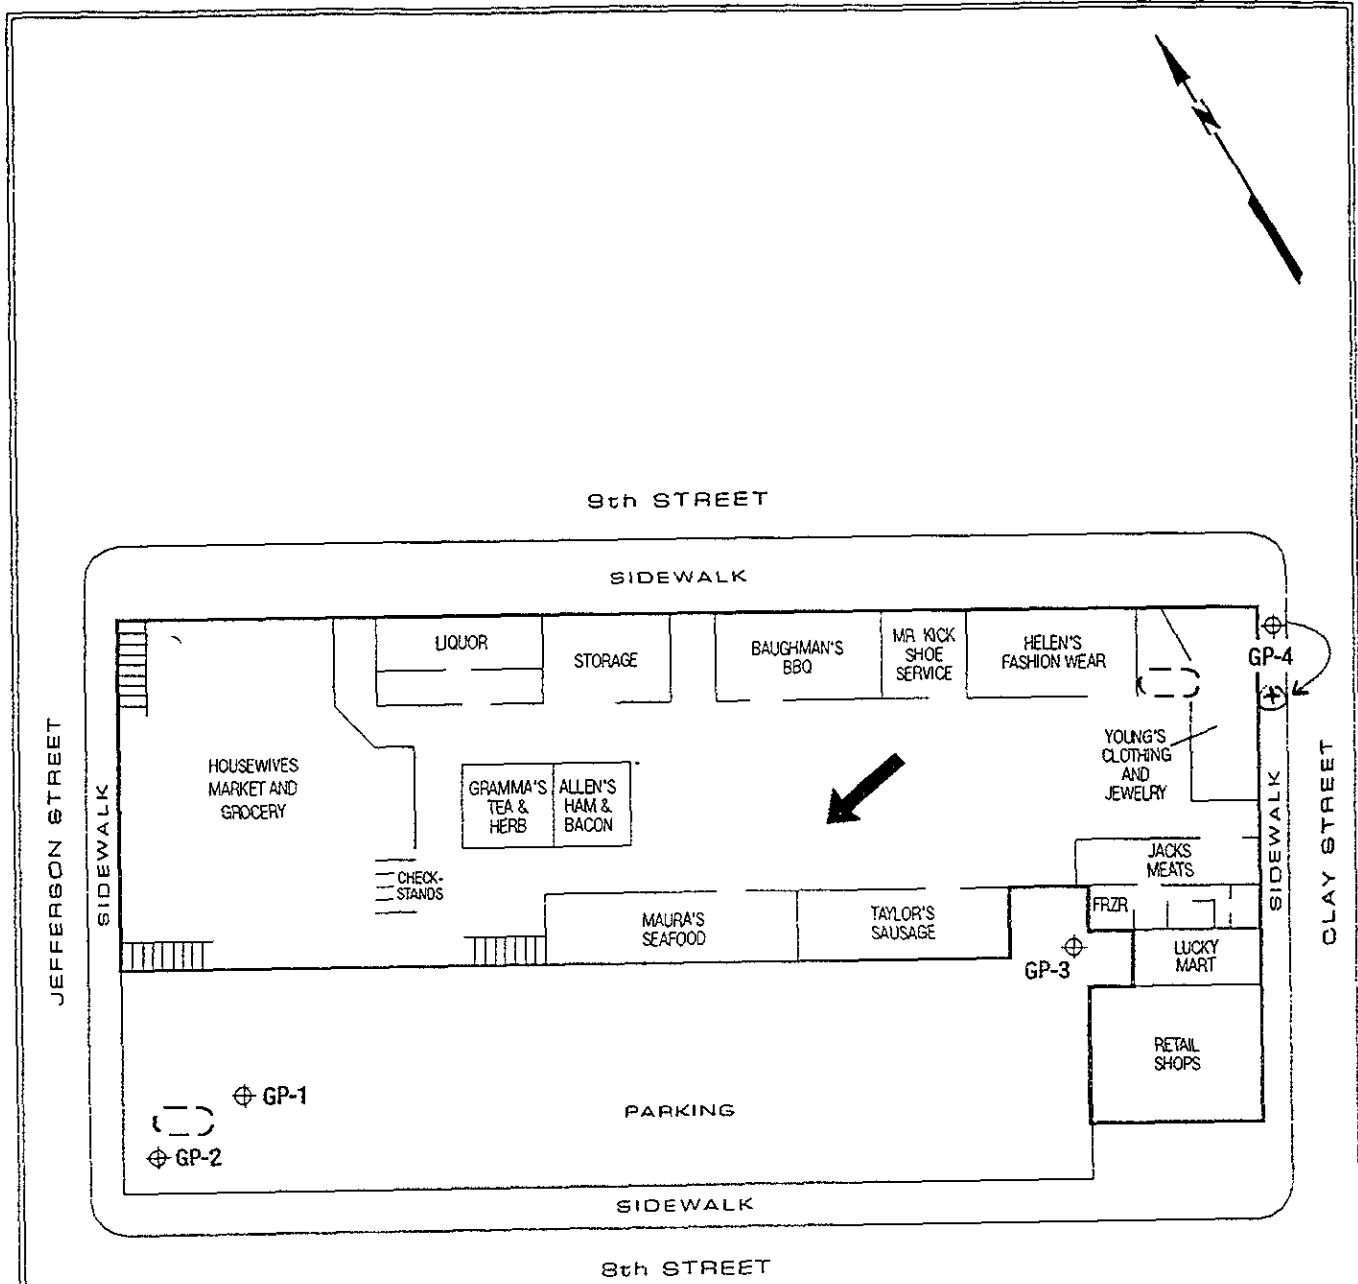 N
9th STREET
SIDEWALK
LIQUOR
STORAGE
BAUGHMAN'S
BBQ
MR KICK
SHOE
SERVICE
HELEN'S
FASHION WEAR
GP-4
JEFFERSON STREET
SIDEWALK
HOUSEWIVES
MARKET AND
GROCERY
GRAMMA'S
TEA &
HERB
ALLEN'S
HAM &
BACON
YOUNG'S
CLOTHING
AND
JEWELRY
SIDEWALK
CLAY STREET
CHECK-
STANDS
JACKS
MEATS
MAURA'S
SEAFOOD
TAYLOR'S
SAUSAGE
FRZR
GP-3
LUCKY
MART
RETAIL
SHOPS
GP-1
PARKING
GP-2
SIDEWALK
8th STREET